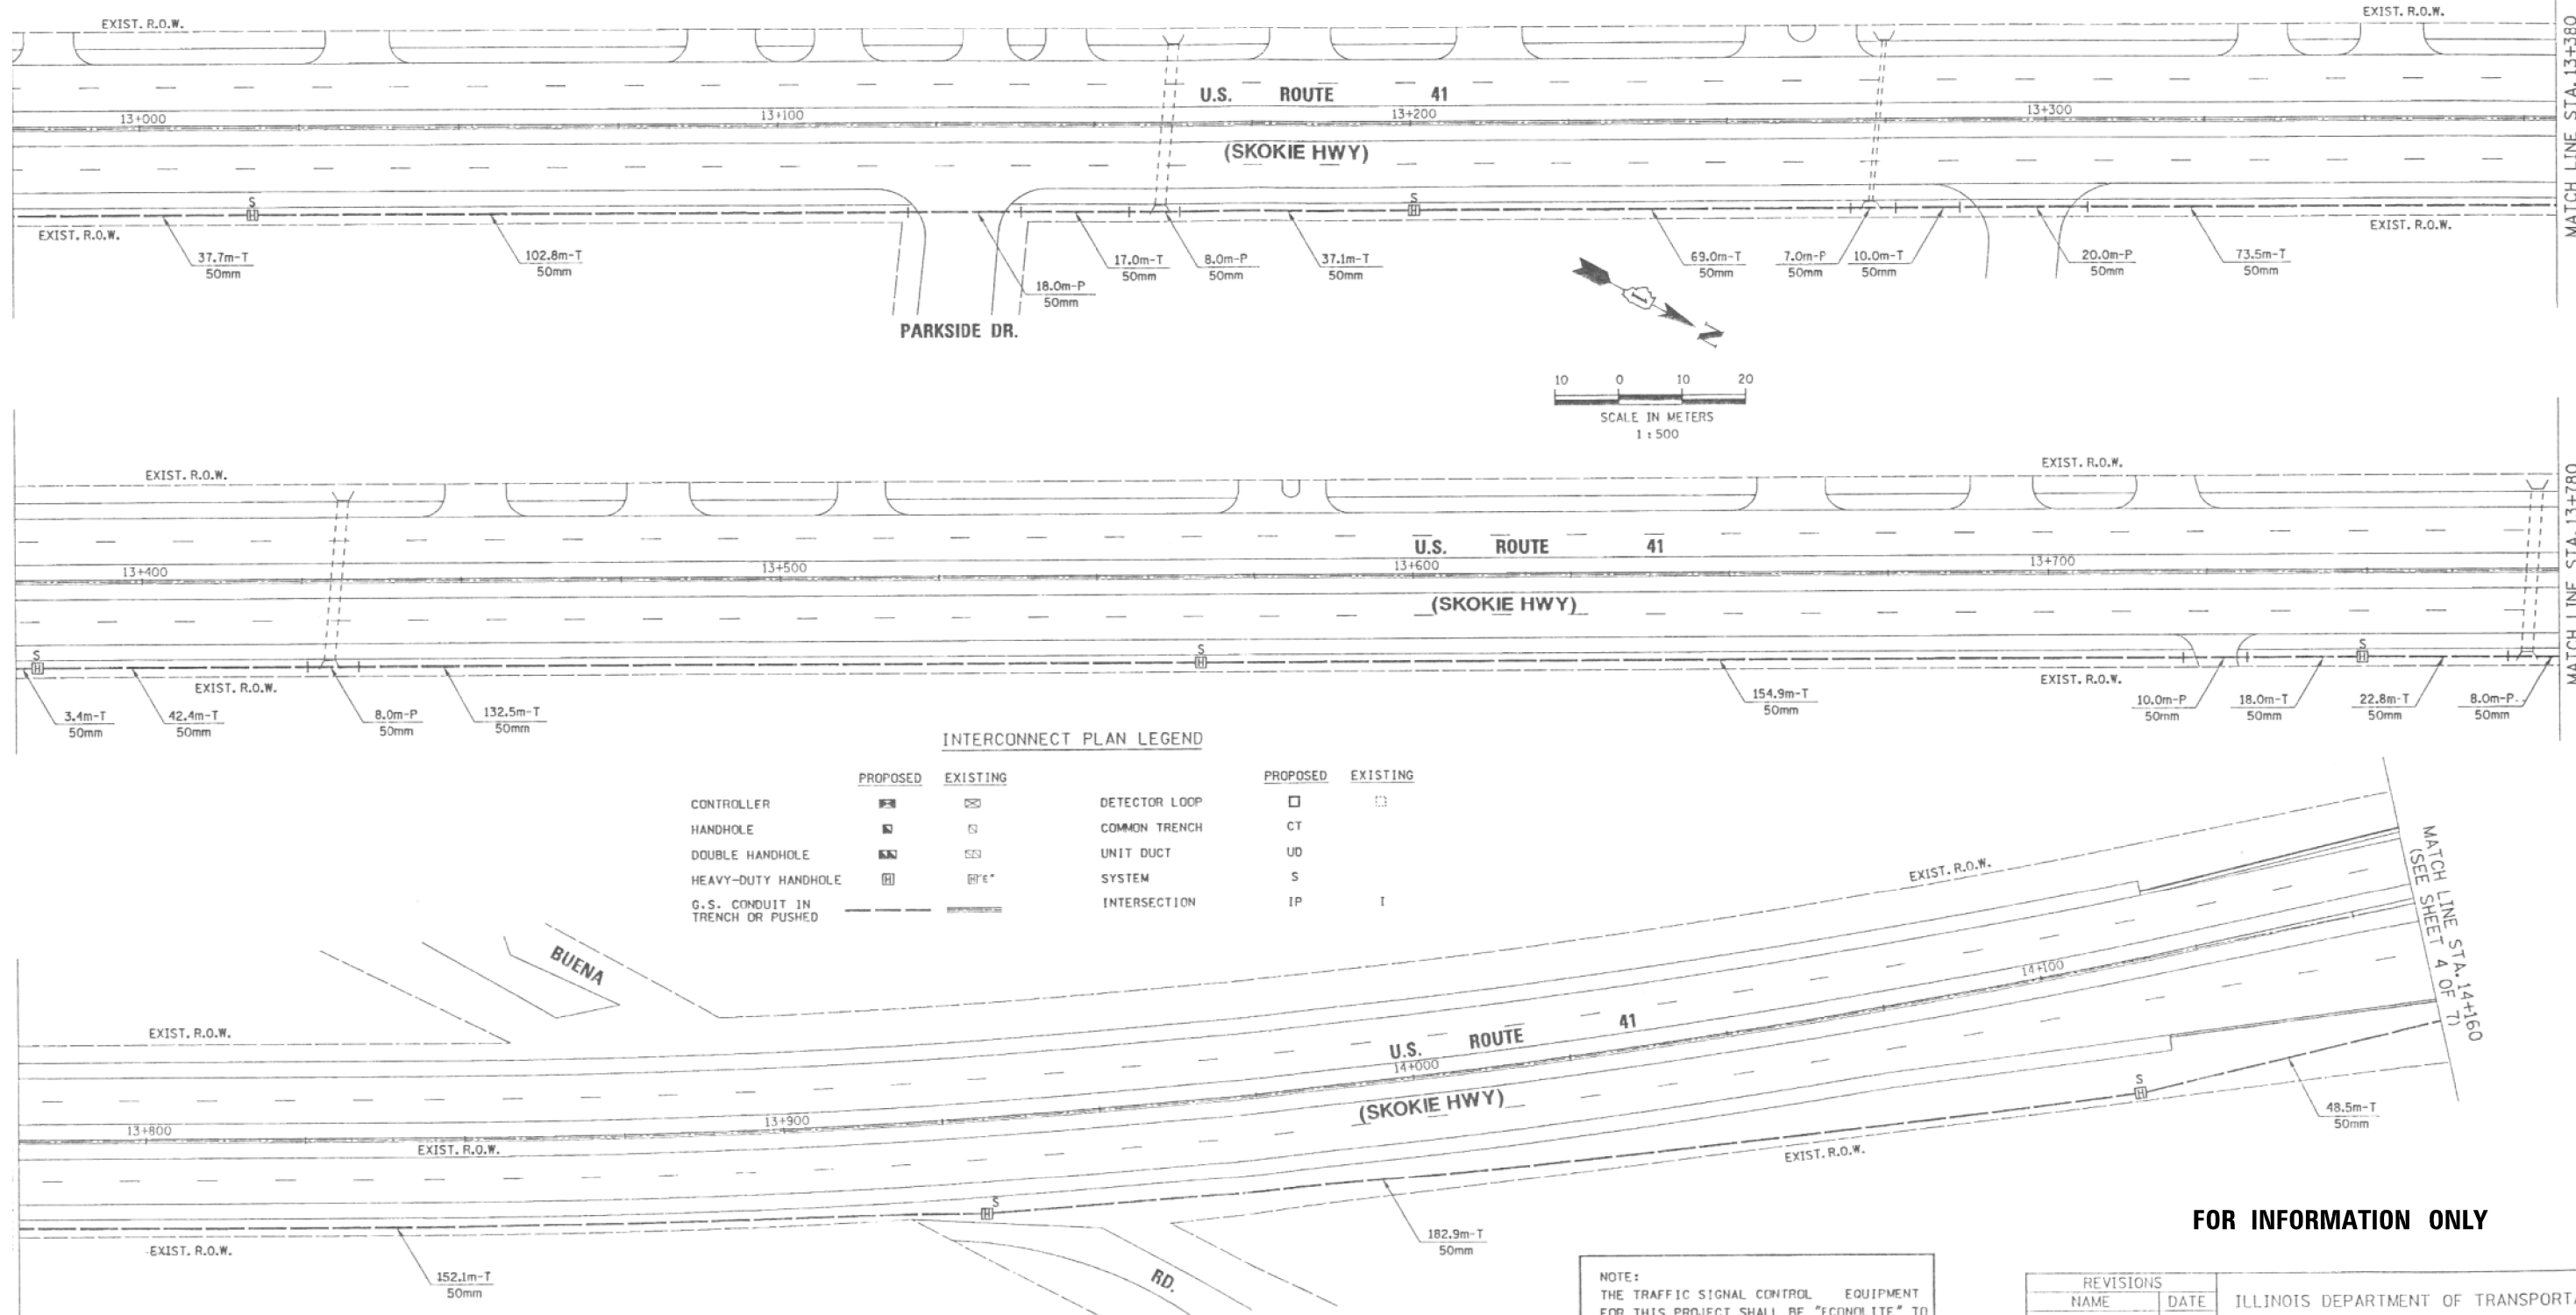 EXIST. R.O.W.
EXIST. R.O.W.
MATCH LINE STA. 13+380
U.S. ROUTE 41
13+000
13+100
13+200
13+300
(SKOKIE HWY)
S
S
EXIST. R.O.W.
EXIST. R.O.W.
37.7m-T
50mm
102.8m-T
50mm
18.0m-P
50mm
17.0m-T
50mm
8.0m-P
50mm
37.1m-T
50mm
69.0m-T
50mm
7.0m-P
50mm
10.0m-T
50mm
20.0m-P
50mm
73.5m-T
50mm
PARKSIDE DR.
N
10 0 10 20
SCALE IN METERS
1 : 500
EXIST. R.O.W.
EXIST. R.O.W.
MATCH LINE STA. 13+780
U.S. ROUTE 41
13+400
13+500
13+600
13+700
(SKOKIE HWY)
S
S
S
EXIST. R.O.W.
EXIST. R.O.W.
3.4m-T
50mm
42.4m-T
50mm
8.0m-P
50mm
132.5m-T
50mm
154.9m-T
50mm
10.0m-P
50mm
18.0m-T
50mm
22.8m-T
50mm
8.0m-P
50mm
INTERCONNECT PLAN LEGEND
PROPOSED EXISTING PROPOSED EXISTING
CONTROLLER DETECTOR LOOP
HANDHOLE COMMON TRENCH CT
DOUBLE HANDHOLE UNIT DUCT UD
HEAVY-DUTY HANDHOLE H H"E" SYSTEM S
G.S. CONDUIT IN
TRENCH OR PUSHED
INTERSECTION IP I
BUENA
EXIST. R.O.W.
EXIST. R.O.W.
MATCH LINE STA. 14+160
(SEE SHEET 4 OF 7)
14+100
U.S. ROUTE 41
14+000
(SKOKIE HWY)
13+800
13+900
EXIST. R.O.W.
S
S
EXIST. R.O.W.
EXIST. R.O.W.
48.5m-T
50mm
182.9m-T
50mm
152.1m-T
50mm
RD.
FOR INFORMATION ONLY
NOTE:
THE TRAFFIC SIGNAL CONTROL EQUIPMENT
FOR THIS PROJECT SHALL BE "ECONOLITE" TO
REVISIONS
NAME DATE
ILLINOIS DEPARTMENT OF TRANSPORT